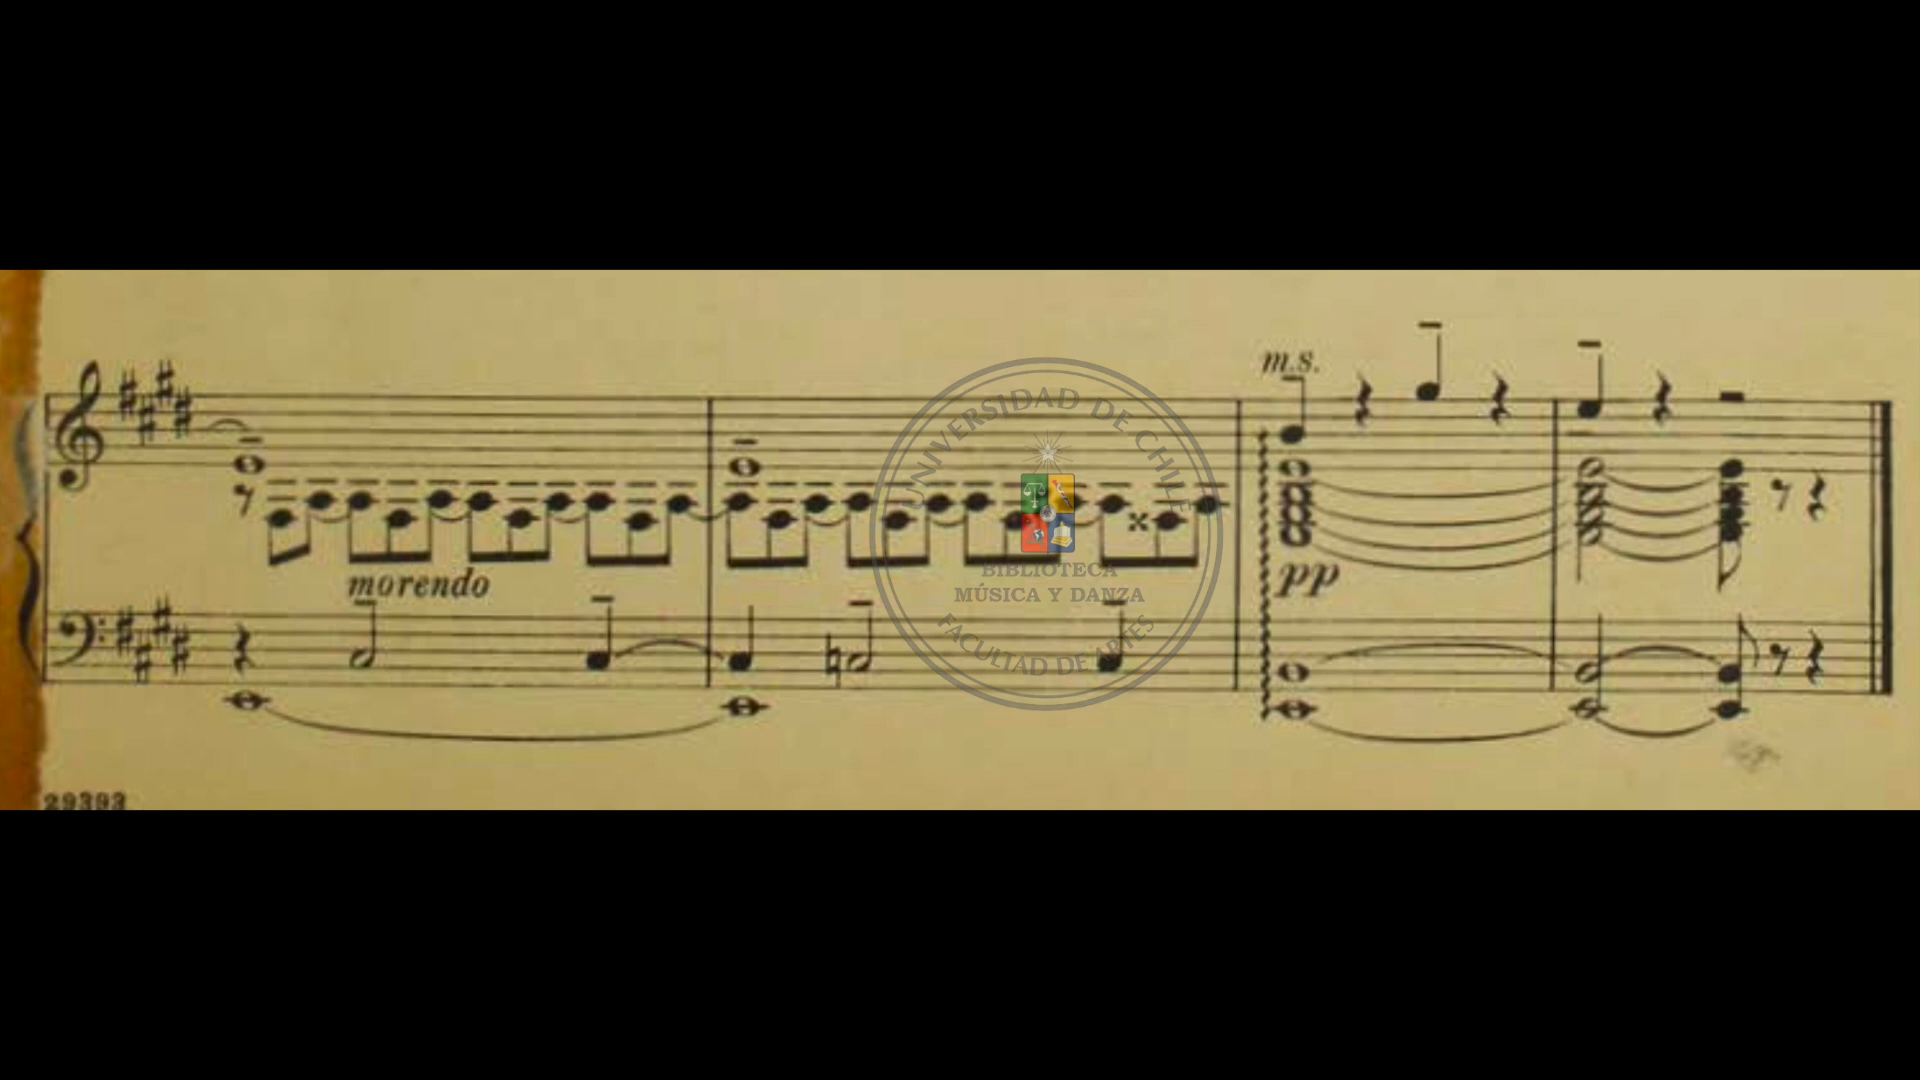 m.s.
morendo
pp
UNIVERSIDAD DE CHILE
BIBLIOTECA
MÚSICA Y DANZA
FACULTAD DE ARTES
29393